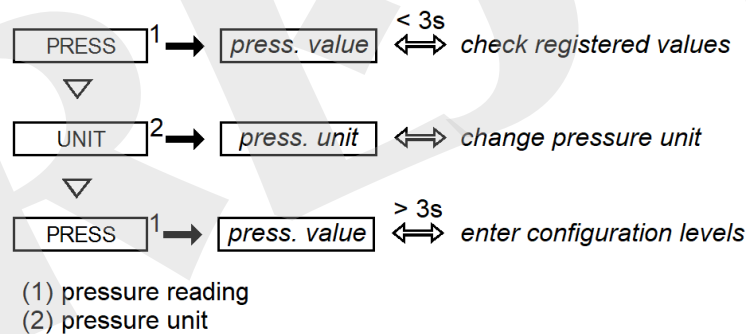 < 3s
PRESS 1 press. value check registered values
UNIT 2 press. unit change pressure unit
> 3s
PRESS 1 press. value enter configuration levels
(1) pressure reading
(2) pressure unit